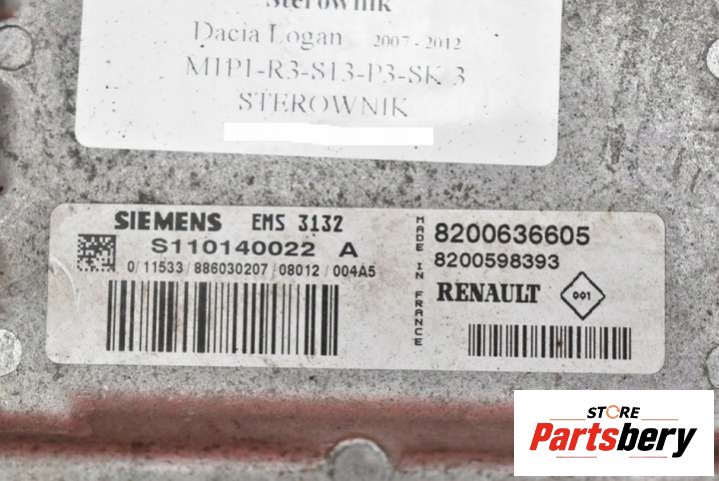 Sterownik
Dacia Logan 2007-2012
M1P1-R3-S13-P3-SK 3
STEROWNIK
SIEMENS EMS 3132
S110140022 A
0/11533/886030207/08012/004A5
MADE IN FRANCE
8200636605
8200598393
RENAULT 001
STORE
Partsbery